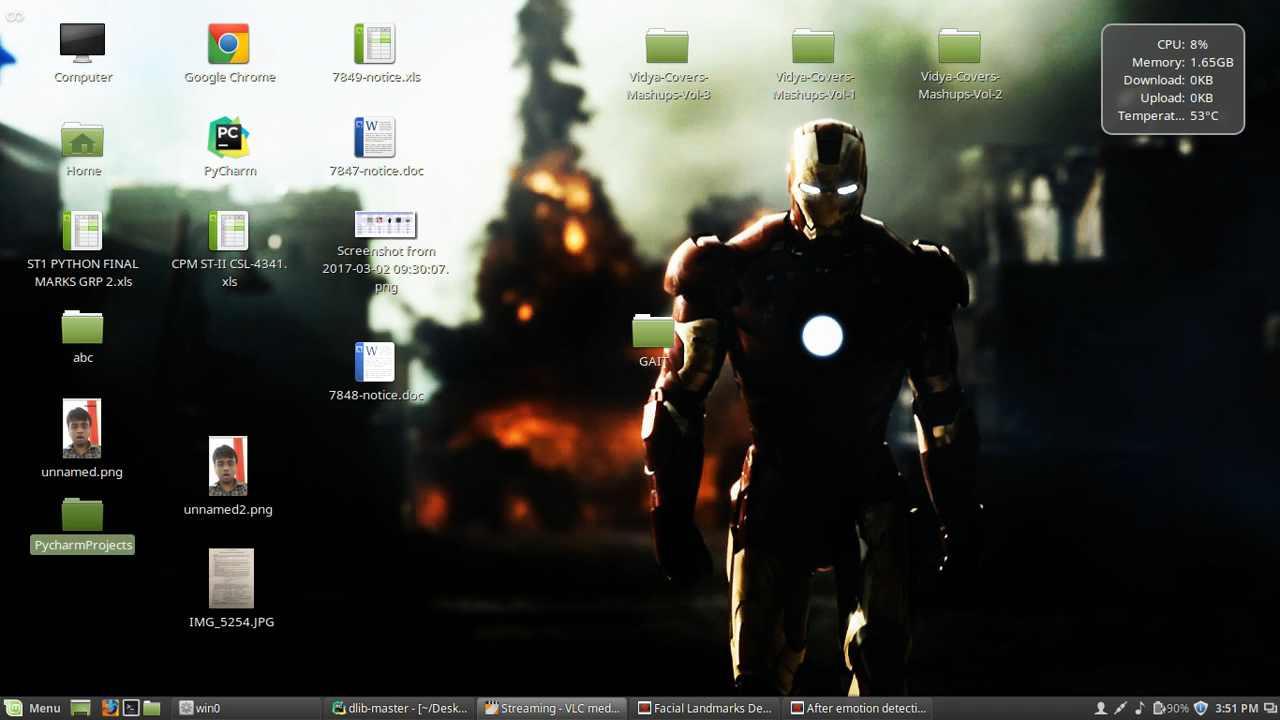 Computer
Google Chrome
7849-notice.xls
Vidya-Covers-
Mashups-Vol-3
Vidya-Covers-
Mashups-Vol-1
Vidya-Covers-
Mashups-Vol-2
CPU: 8%
Memory: 1.65GB
Download: 0KB
Upload: 0KB
Temperat... 53°C
Home
PC
PyCharm
W
7847-notice.doc
ST1 PYTHON FINAL
MARKS GRP 2.xls
CPM ST-II CSL-4341.
xls
Screenshot from
2017-03-02 09:30:07.
png
abc
W
7848-notice.doc
GAIT
unnamed.png
unnamed2.png
PycharmProjects
IMG_5254.JPG
Menu
win0
dlib-master - [~/Desk...
Streaming - VLC med...
Facial Landmarks De...
After emotion detecti...
90%
3:51 PM